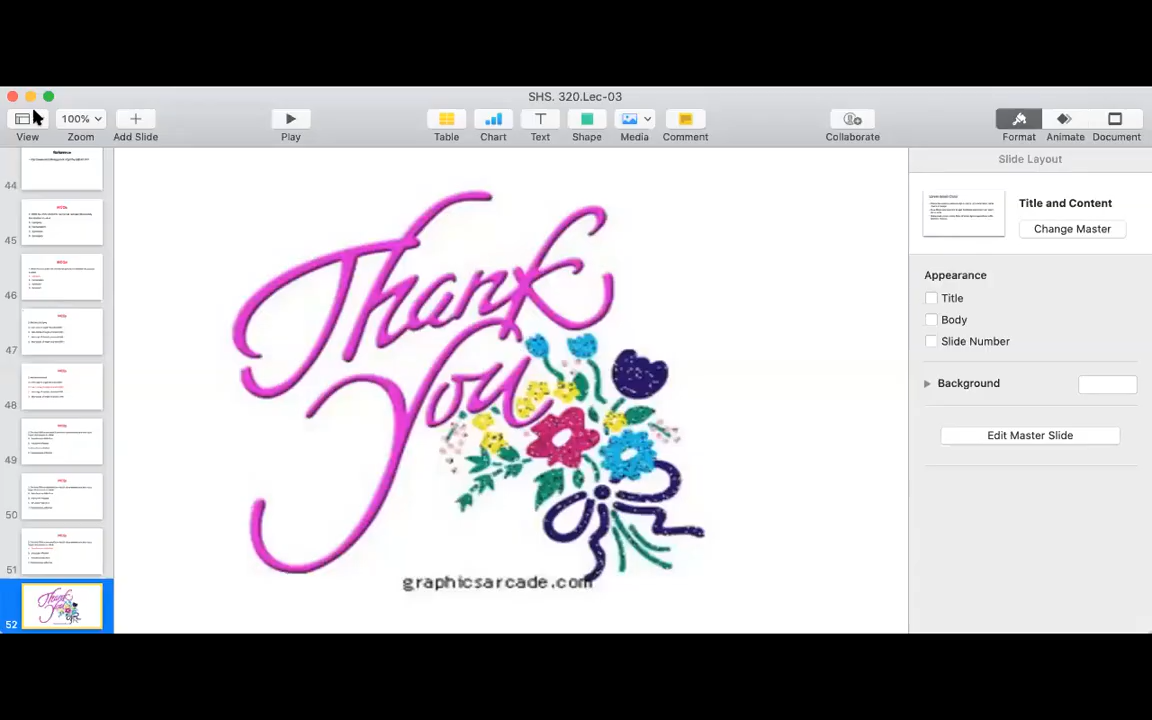 SHS. 320.Lec-03
View
100%
Zoom
Add Slide
Play
Table
Chart
Text
Shape
Media
Comment
Collaborate
Format
Animate
Document
44
45
46
47
48
49
50
51
52
Thank
You
graphicsarcade.com
Slide Layout
Title and Content
Change Master
Appearance
Title
Body
Slide Number
Background
Edit Master Slide